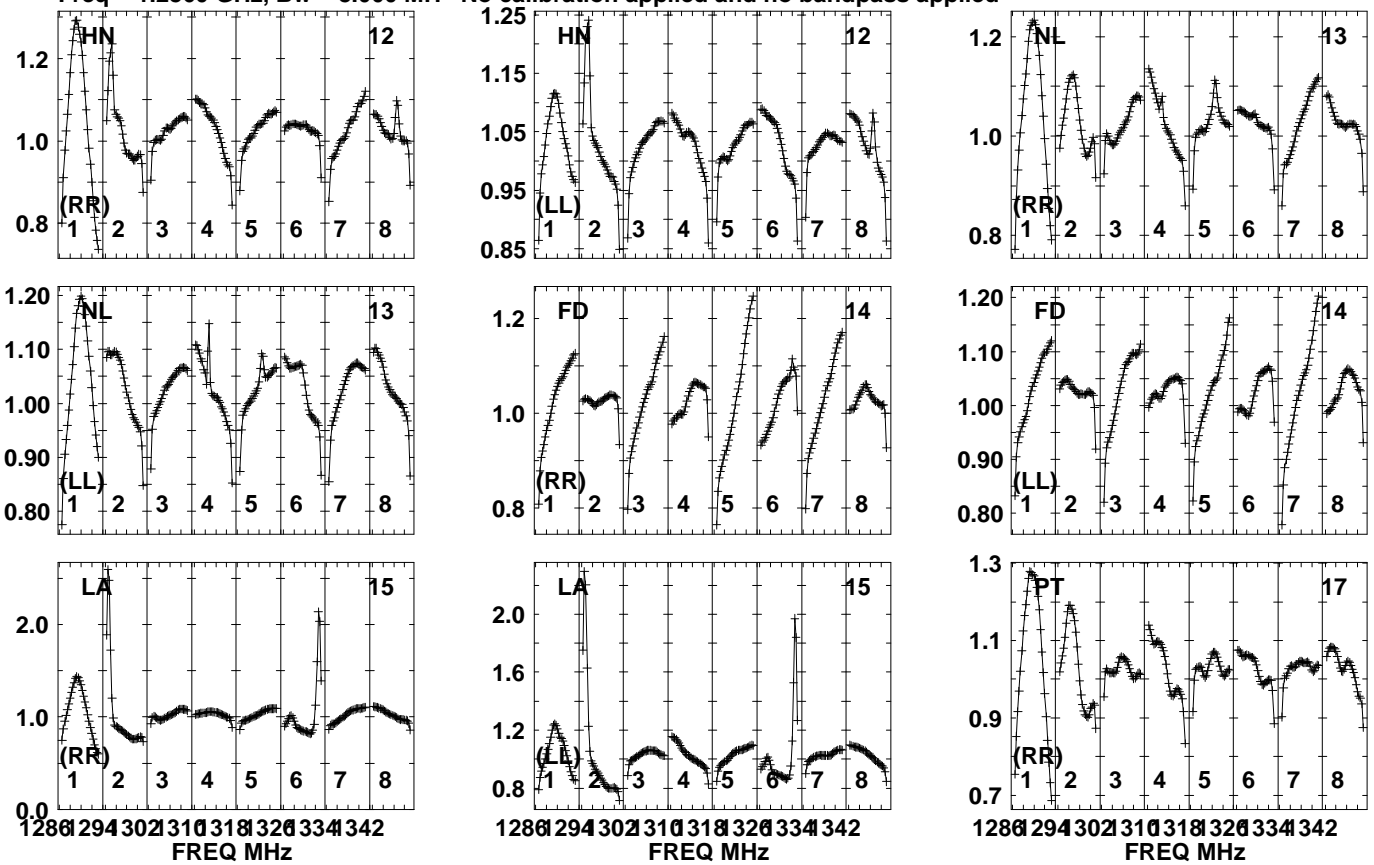 No calibration applied and no bandpass applied
HN 12
1.2
1.0
0.8
(RR)
1 2 3 4 5 6 7 8
HN 12
1.25
1.15
1.05
0.95
0.85
(LL)
1 2 3 4 5 6 7 8
NL 13
1.2
1.0
0.8
(RR)
1 2 3 4 5 6 7 8
NL 13
1.20
1.10
1.00
0.90
0.80
(LL)
1 2 3 4 5 6 7 8
FD 14
1.2
1.0
0.8
(RR)
1 2 3 4 5 6 7 8
FD 14
1.20
1.10
1.00
0.90
0.80
(LL)
1 2 3 4 5 6 7 8
LA 15
2.0
1.0
0.0
(RR)
1 2 3 4 5 6 7 8
1286 1294 1302 1310 1318 1326 1334 1342
FREQ MHz
LA 15
2.0
1.6
1.2
0.8
(LL)
1 2 3 4 5 6 7 8
1286 1294 1302 1310 1318 1326 1334 1342
FREQ MHz
PT 17
1.3
1.1
0.9
0.7
(RR)
1 2 3 4 5 6 7 8
1286 1294 1302 1310 1318 1326 1334 1342
FREQ MHz